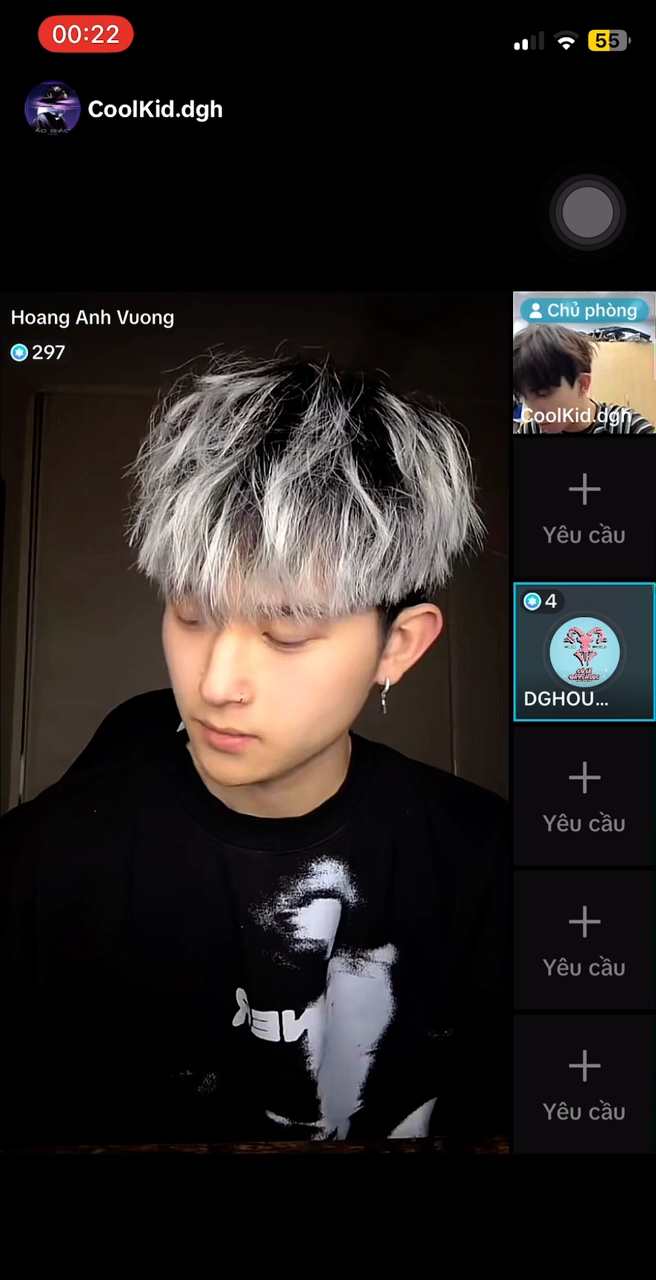 00:22
55
CoolKid.dgh
Hoang Anh Vuong
297
Chủ phòng
CoolKid.dgh
Yêu cầu
4
DGHOU...
Yêu cầu
Yêu cầu
Yêu cầu